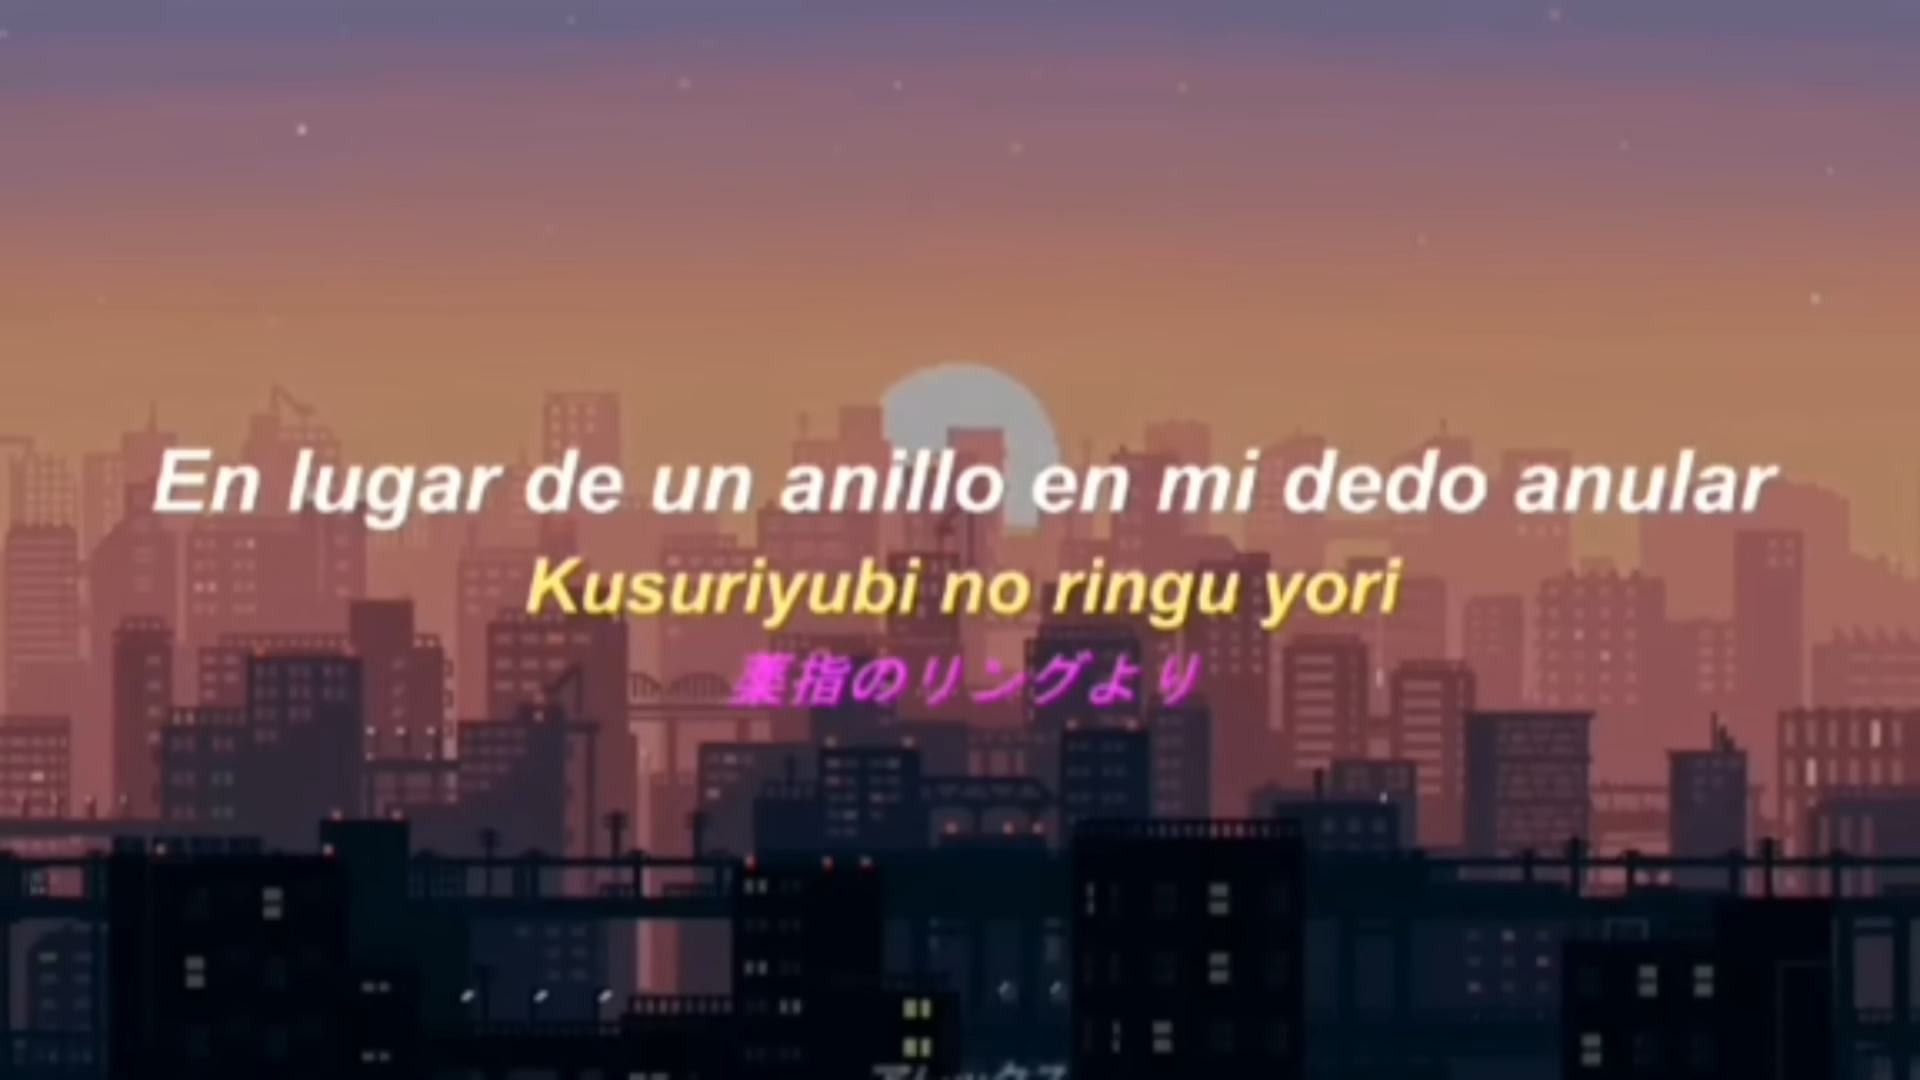 En lugar de un anillo en mi dedo anular
Kusuriyubi no ringu yori
薬指のリングより